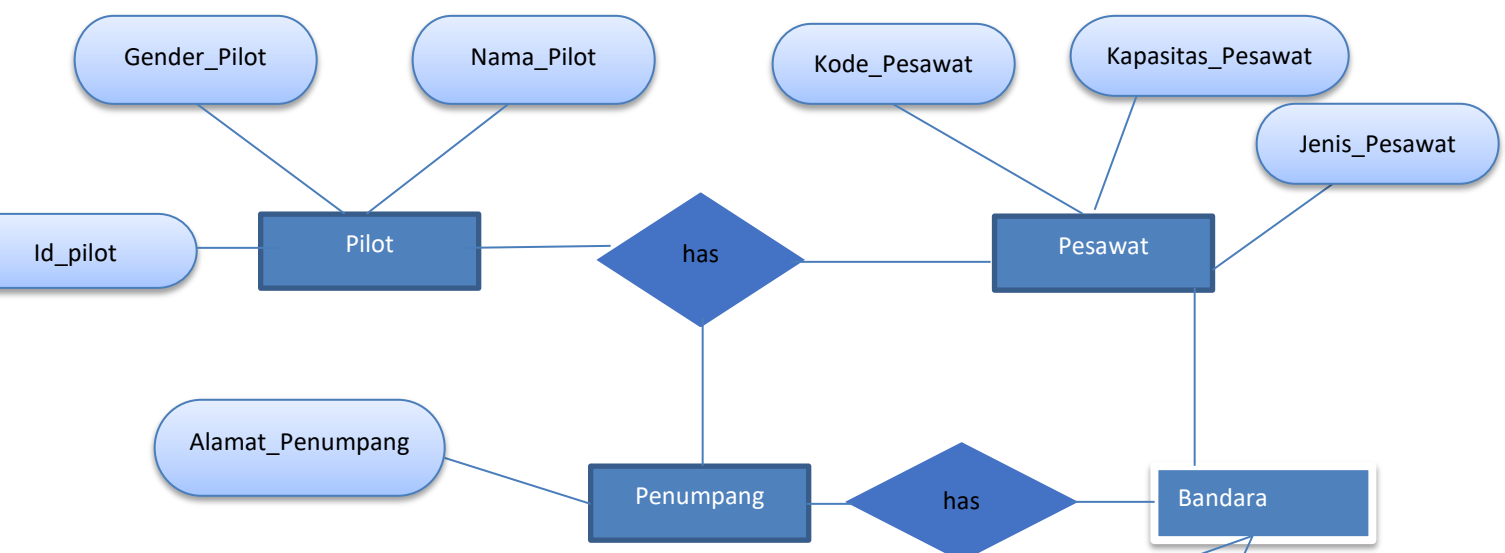 Gender_Pilot
Nama_Pilot
Kode_Pesawat
Kapasitas_Pesawat
Jenis_Pesawat
Id_pilot
Pilot
has
Pesawat
Alamat_Penumpang
Penumpang
has
Bandara